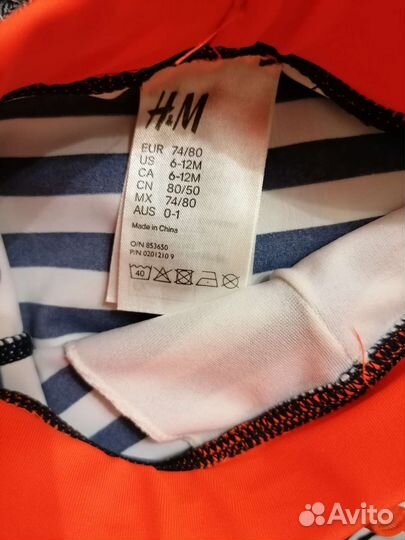 H&M
EUR 74/80
US 6-12M
CA 6-12M
CN 80/50
MX 74/80
AUS 0-1
Made in China
O/N 853650
P/N 0201210 9
40
Avito